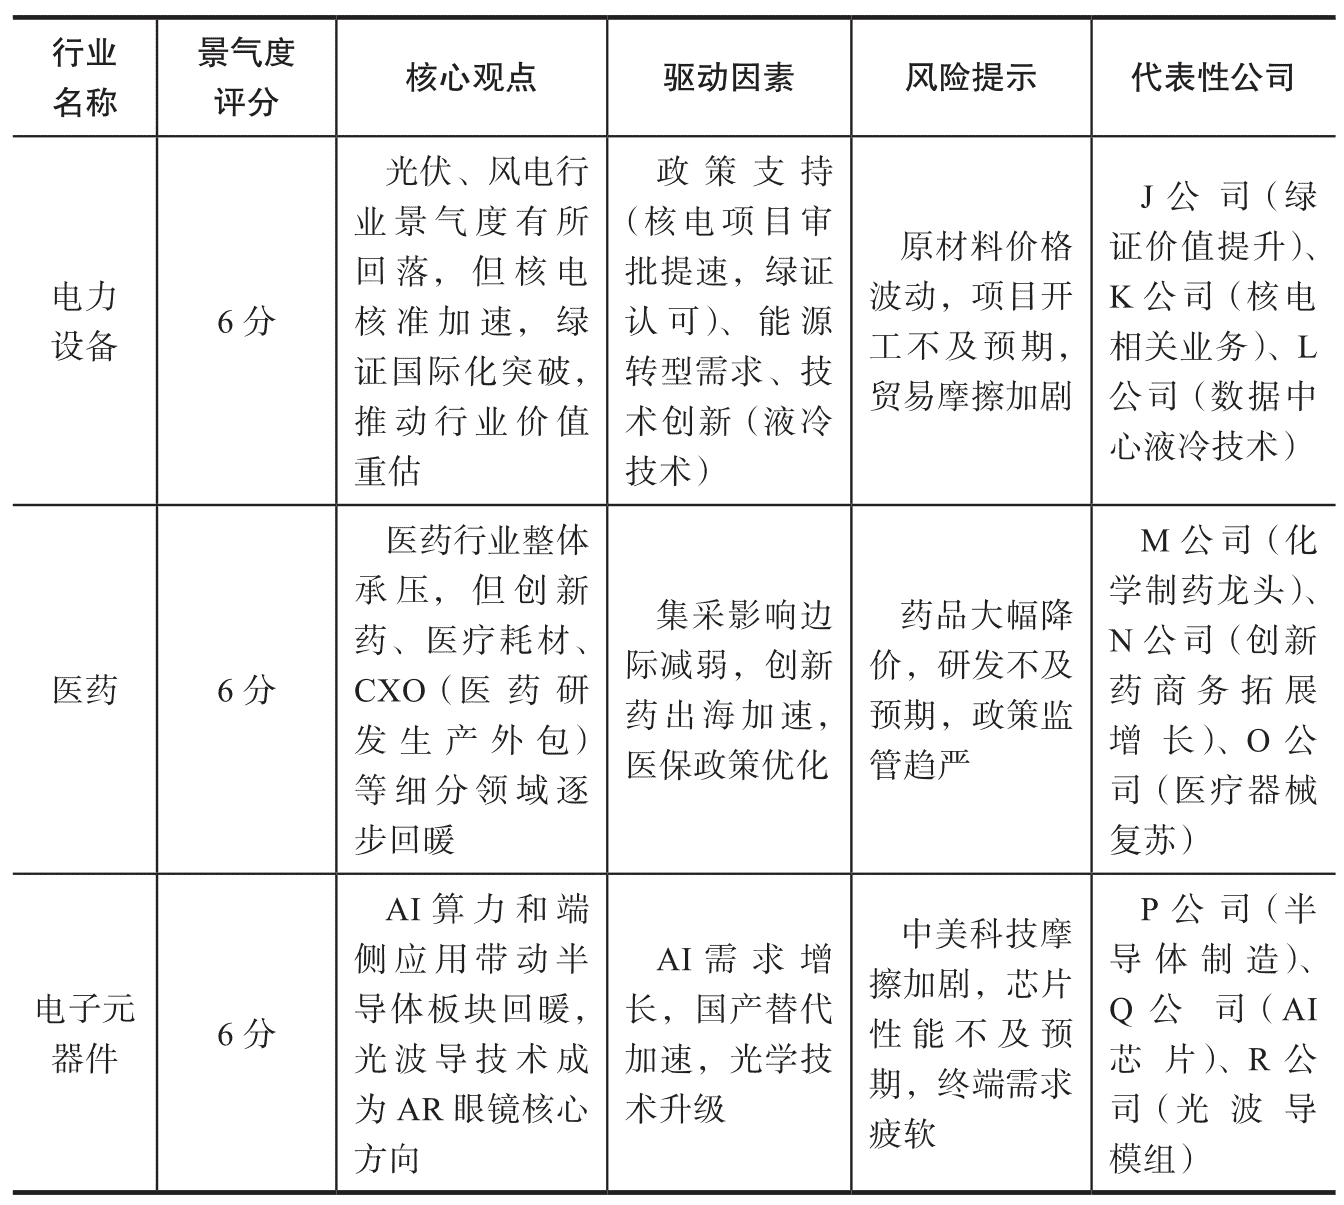 行业
名称
景气度
评分
核心观点
驱动因素
风险提示
代表性公司
电力
设备
6分
光伏、风电行
业景气度有所
回落，但核电
核准加速，绿
证国际化突破，
推动行业价值
重估
政策支持
（核电项目审
批提速，绿证
认可）、能源
转型需求、技
术创新（液冷
技术）
原材料价格
波动，项目开
工不及预期，
贸易摩擦加剧
J公司（绿
证价值提升）、
K公司（核电
相关业务）、L
公司（数据中
心液冷技术）
医药
6分
医药行业整体
承压，但创新
药、医疗耗材、
CXO（医药研
发生产外包）
等细分领域逐
步回暖
集采影响边
际减弱，创新
药出海加速，
医保政策优化
药品大幅降
价，研发不及
预期，政策监
管趋严
M公司（化
学制药龙头）、
N公司（创新
药商务拓展
增长）、O公
司（医疗器械
复苏）
电子元
器件
6分
AI算力和端
侧应用带动半
导体板块回暖，
光波导技术成
为AR眼镜核心
方向
AI需求增
长，国产替代
加速，光学技
术升级
中美科技摩
擦加剧，芯片
性能不及预
期，终端需求
疲软
P公司（半
导体制造）、
Q公司（AI
芯片）、R公
司（光波导
模组）